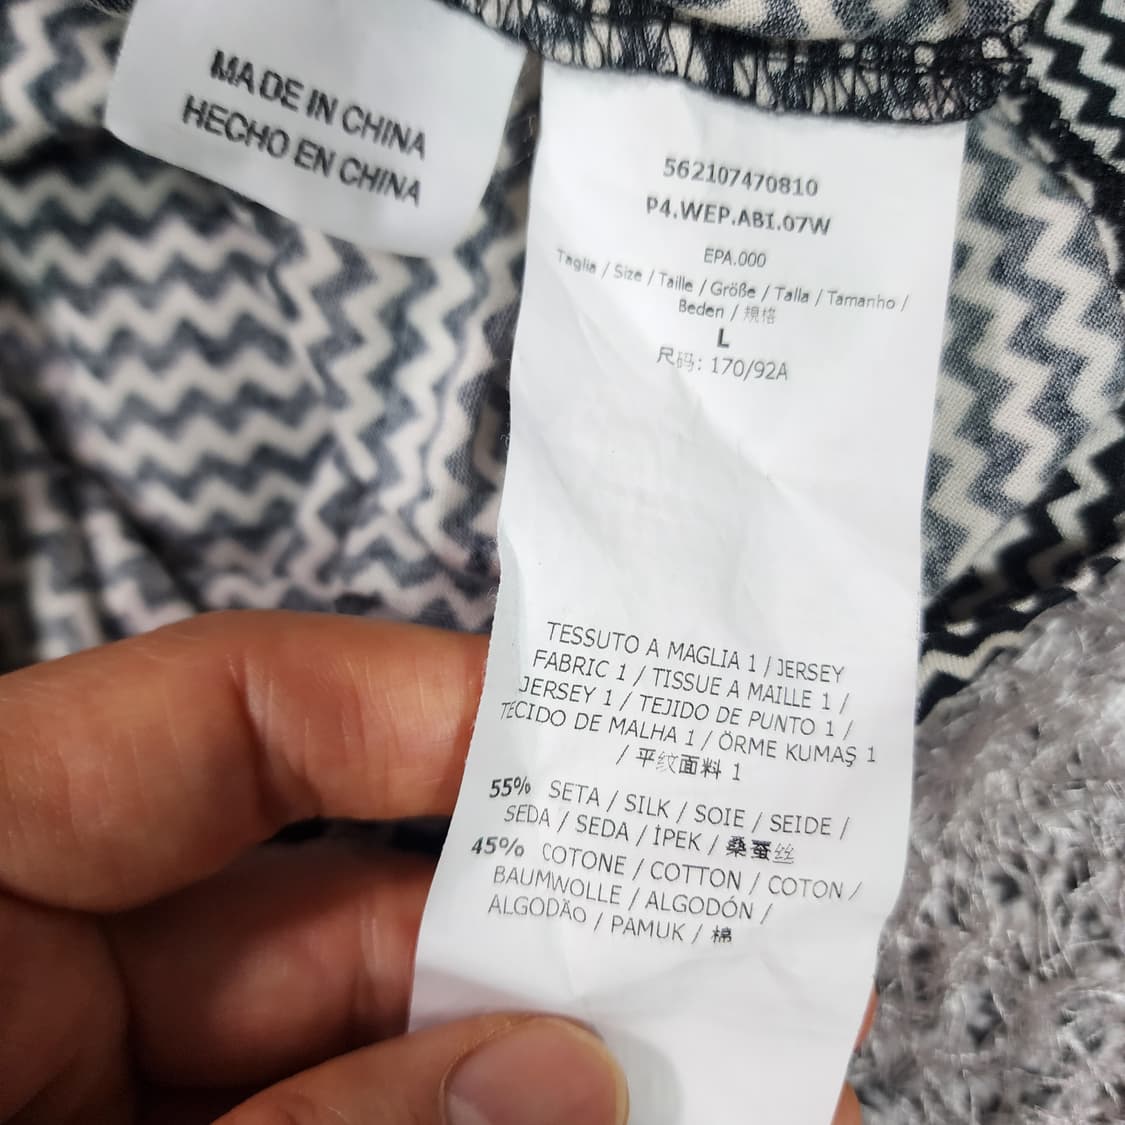 MADE IN CHINA
HECHO EN CHINA
562107470810
P4.WEP.ABI.07W
EPA.000
Taglia / Size / Taille / Größe / Talla / Tamanho /
Beden / 規格
L
尺码: 170/92A
TESSUTO A MAGLIA 1 / JERSEY
FABRIC 1 / TISSUE A MAILLE 1 /
JERSEY 1 / TEJIDO DE PUNTO 1 /
TECIDO DE MALHA 1 / ÖRME KUMAŞ 1
/ 平纹面料 1
55% SETA / SILK / SOIE / SEIDE /
SEDA / SEDA / İPEK / 桑蚕丝
45% COTONE / COTTON / COTON /
BAUMWOLLE / ALGODÓN /
ALGODÃO / PAMUK / 棉